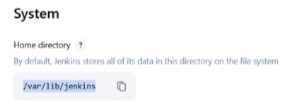 System
Home directory ?
By default, Jenkins stores all of its data in this directory on the file system
/var/lib/jenkins